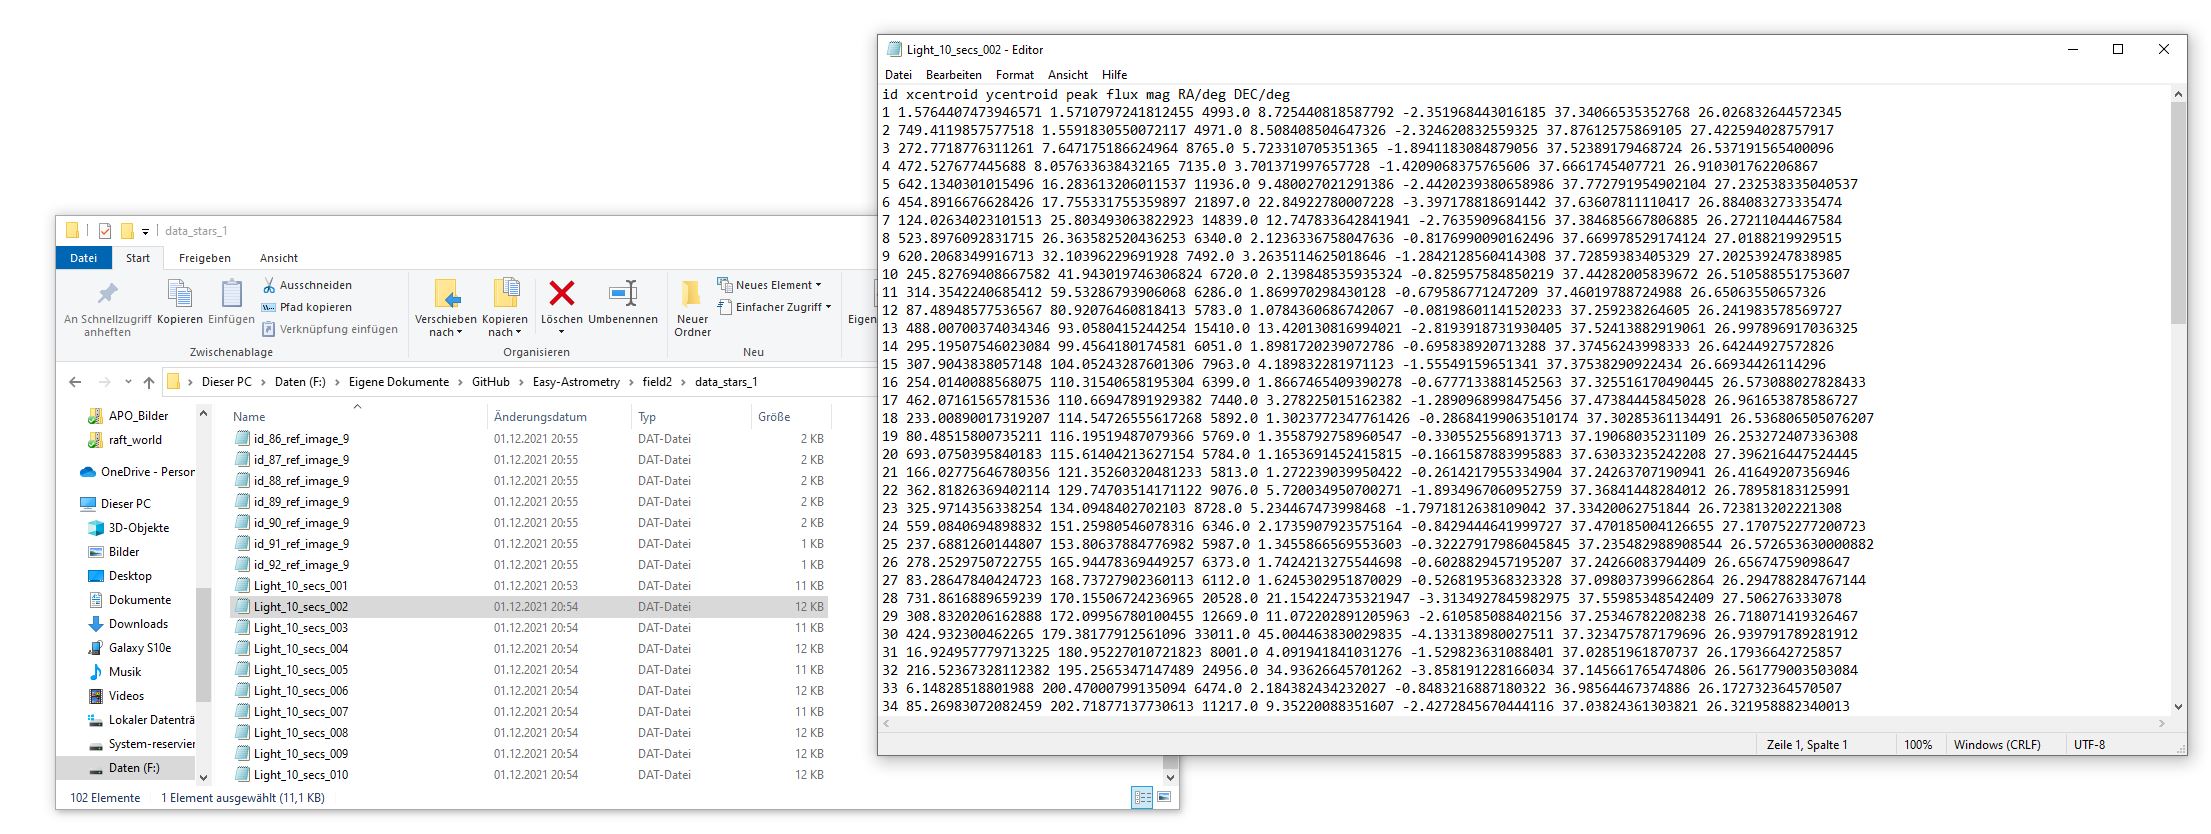 Light_10_secs_002 - Editor
Datei Bearbeiten Format Ansicht Hilfe
id xcentroid ycentroid peak flux mag RA/deg DEC/deg
1 1.5764407473946571 1.5710797241812455 4993.0 8.725440818587792 -2.351968443016185 37.34066535352768 26.026832644572345
2 749.4119857577518 1.5591830550072117 4971.0 8.508408504647326 -2.324620832559325 37.87612575869105 27.422594028757917
3 272.7718776311261 7.647175186624964 8765.0 5.723310705351365 -1.8941183084879056 37.52389179468724 26.537191565400096
4 472.527677445688 8.057633638432165 7135.0 3.701371997657728 -1.4209068375765606 37.6661745407721 26.910301762206867
5 642.1340301015496 16.283613206011537 11936.0 9.480027021291386 -2.4420239380658986 37.772791954902104 27.232538335040537
6 454.8916676628426 17.755331755359897 21897.0 22.84922780007228 -3.397178818691442 37.63607811110417 26.884083273335474
7 124.02634023101513 25.803493063822923 14839.0 12.747833642841941 -2.7635909684156 37.384685667806885 26.27211044467584
8 523.8976092831715 26.363582520436253 6340.0 2.1236336758047636 -0.8176990090162496 37.669978529174124 27.0188219929515
9 620.2068349916713 32.10396229691928 7492.0 3.2635114625018646 -1.2842128560414308 37.72859383405329 27.202539247838985
10 245.82769408667582 41.943019746306824 6720.0 2.139848535935324 -0.825957584850219 37.44282005839672 26.510588551753607
11 314.3542240685412 59.53286793906068 6286.0 1.869970298430128 -0.679586771247209 37.46019788724988 26.65063550657326
12 87.48948577536567 80.92076460818413 5783.0 1.0784360686742067 -0.08198601141520233 37.259238264605 26.241983578569727
13 488.00700374034346 93.0580415244254 15410.0 13.420130816994021 -2.8193918731930405 37.52413882919061 26.997896917036325
14 295.19507546023084 99.4564180174581 6051.0 1.8981720239072786 -0.695838920713288 37.37456243998333 26.64244927572826
15 307.9043838057148 104.05243287601306 7963.0 4.189832281971123 -1.555491596 51341 37.37538290922434 26.66934426114296
16 254.0140088568075 110.31540658195304 6399.0 1.8667465409390278 -0.6777133881452563 37.325516170490445 26.573088027828433
17 462.07161565781536 110.66947891929382 7440.0 3.278225015162382 -1.2890968998475456 37.47384445845028 26.961653878586727
18 233.00890017319207 114.54726555617268 5892.0 1.3023772347761426 -0.28684199063510174 37.30285361134491 26.536806505076207
19 80.48515800735211 116.19519487079366 5769.0 1.3558792758960547 -0.3305525568913713 37.19068035231109 26.253272407336308
20 693.0750395840183 115.61404213627154 5784.0 1.1653691452415815 -0.1661587883995883 37.63033235242208 27.396216447524445
21 166.02775646780356 121.35260320481233 5813.0 1.272239039950422 -0.2614217955334904 37.24263707190941 26.41649207356946
22 362.81826369402114 129.74703514171122 9076.0 5.720034950700271 -1.8934967060952759 37.36841448284012 26.78958183125991
23 325.9714356338254 134.0948402702103 8728.0 5.234467473998468 -1.7971812638109042 37.33420062751844 26.723813202221308
24 559.0840694898832 151.25980546078316 6346.0 2.1735907923575164 -0.8429444641999727 37.470185004126655 27.170752277200723
25 237.6881260144807 153.80637884776982 5987.0 1.3455866569553603 -0.32227917986045845 37.235482988908544 26.572653630000882
26 278.2529750722755 165.94478369449257 6373.0 1.7424213275544698 -0.6028829457195207 37.24266083794409 26.65674759098647
27 83.28647840424723 168.73727902360113 6112.0 1.6245302951870029 -0.5268195368323328 37.098037399662864 26.294788284767144
28 731.8616889659239 170.15506724236965 20528.0 21.154224735321947 -3.3134927845982975 37.55985348542409 27.506276333078
29 308.8320206162888 172.09956780100455 12669.0 11.072202891205963 -2.610585088402156 37.25346782208238 26.718071419326467
30 424.932300462265 179.38177912561096 33011.0 45.004463830029835 -4.133138980027511 37.323475787179696 26.939791789281912
31 16.924957779713225 180.95227010721823 8001.0 4.091941841031276 -1.529823631088401 37.02851961870737 26.17936642725857
32 216.52367328112382 195.2565347147489 24956.0 34.93626645701262 -3.858191228166034 37.145661765474806 26.561779003503084
33 6.14828518801988 200.47000799135094 6474.0 2.184382434232027 -0.8483216887180322 36.98564467374886 26.172732364570507
34 85.26983072082459 202.71877137730613 11217.0 9.35220088351607 -2.4272845670444116 37.03824361303821 26.321958882340013
Zeile 1, Spalte 1 100% Windows (CRLF) UTF-8
data_stars_1
Datei Start Freigeben Ansicht
An Schnellzugriff anheften
Kopieren
Einfügen
Ausschneiden
Pfad kopieren
Verknüpfung einfügen
Zwischenablage
Verschieben nach
Kopieren nach
Löschen
Umbenennen
Organisieren
Neuer Ordner
Neues Element
Einfacher Zugriff
Neu
Dieser PC > Daten (F:) > Eigene Dokumente > GitHub > Easy-Astrometry > field2 > data_stars_1
APO_Bilder
raft_world
OneDrive - Person
Dieser PC
3D-Objekte
Bilder
Desktop
Dokumente
Downloads
Galaxy S10e
Musik
Videos
Lokaler Datenträ
System-reservier
Daten (F:)
Name Änderungsdatum Typ Größe
id_86_ref_image_9 01.12.2021 20:55 DAT-Datei 2 KB
id_87_ref_image_9 01.12.2021 20:55 DAT-Datei 2 KB
id_88_ref_image_9 01.12.2021 20:55 DAT-Datei 2 KB
id_89_ref_image_9 01.12.2021 20:55 DAT-Datei 2 KB
id_90_ref_image_9 01.12.2021 20:55 DAT-Datei 2 KB
id_91_ref_image_9 01.12.2021 20:55 DAT-Datei 1 KB
id_92_ref_image_9 01.12.2021 20:55 DAT-Datei 1 KB
Light_10_secs_001 01.12.2021 20:53 DAT-Datei 11 KB
Light_10_secs_002 01.12.2021 20:54 DAT-Datei 12 KB
Light_10_secs_003 01.12.2021 20:54 DAT-Datei 11 KB
Light_10_secs_004 01.12.2021 20:54 DAT-Datei 12 KB
Light_10_secs_005 01.12.2021 20:54 DAT-Datei 11 KB
Light_10_secs_006 01.12.2021 20:54 DAT-Datei 12 KB
Light_10_secs_007 01.12.2021 20:54 DAT-Datei 11 KB
Light_10_secs_008 01.12.2021 20:54 DAT-Datei 12 KB
Light_10_secs_009 01.12.2021 20:54 DAT-Datei 12 KB
Light_10_secs_010 01.12.2021 20:54 DAT-Datei 12 KB
102 Elemente 1 Element ausgewählt (11,1 KB)